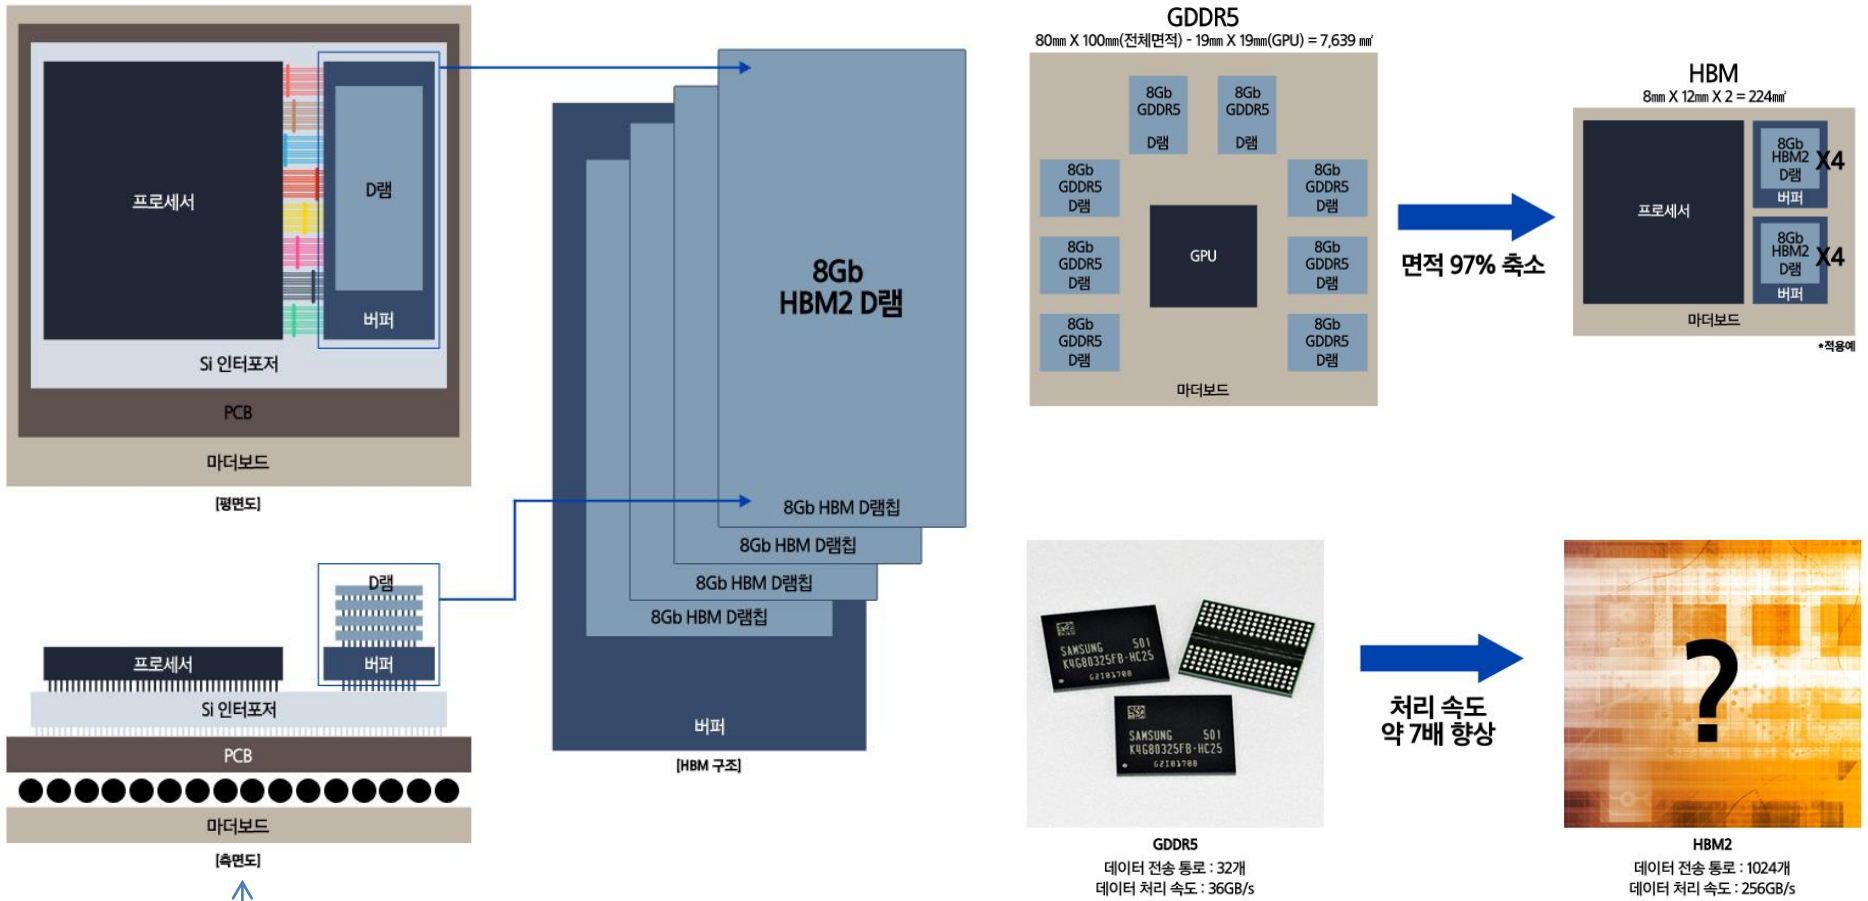 프로세서
D램
버퍼
Si 인터포저
PCB
마더보드
[평면도]
D램
프로세서
버퍼
Si 인터포저
PCB
마더보드
[측면도]
8Gb
HBM2 D램
8Gb HBM D램칩
8Gb HBM D램칩
8Gb HBM D램칩
8Gb HBM D램칩
버퍼
[HBM 구조]
GDDR5
80㎜ X 100㎜(전체면적) - 19㎜ X 19㎜(GPU) = 7,639 ㎟
8Gb
GDDR5
D램
8Gb
GDDR5
D램
8Gb
GDDR5
D램
8Gb
GDDR5
D램
8Gb
GDDR5
D램
GPU
8Gb
GDDR5
D램
8Gb
GDDR5
D램
8Gb
GDDR5
D램
마더보드
면적 97% 축소
HBM
8㎜ X 12㎜ X 2 = 224㎟
프로세서
8Gb
HBM2
D램
X4
버퍼
8Gb
HBM2
D램
X4
버퍼
마더보드
*적용예
SAMSUNG 501
K4G80325FB-HC25
SAMSUNG 501
K4G80325FB-HC25
처리 속도
약 7배 향상
?
GDDR5
데이터 전송 통로 : 32개
데이터 처리 속도 : 36GB/s
HBM2
데이터 전송 통로 : 1024개
데이터 처리 속도 : 256GB/s